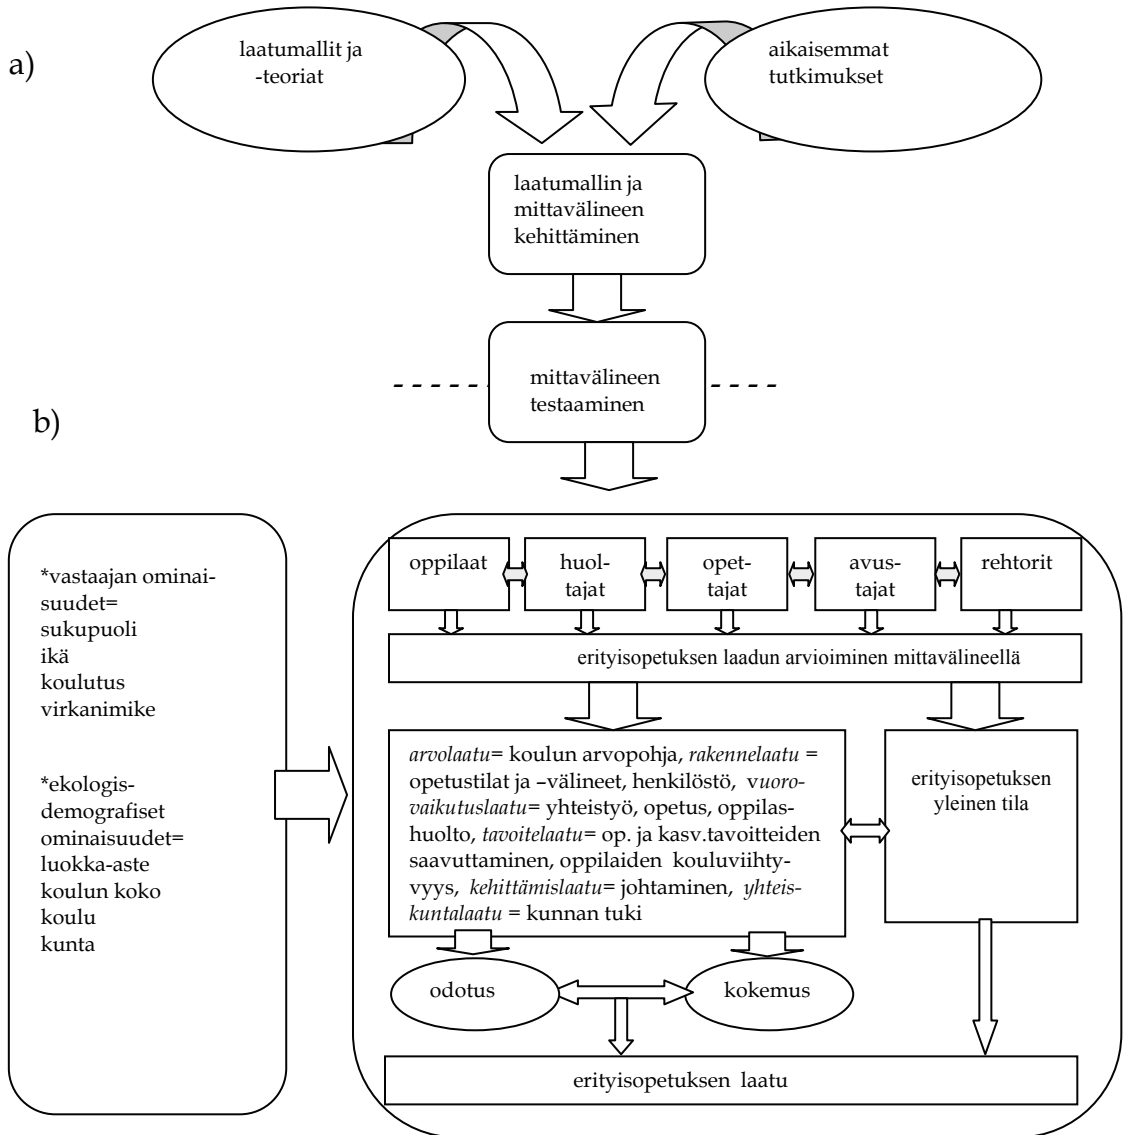 a)
laatumallit ja
-teoriat
aikaisemmat
tutkimukset
laatumallin ja
mittavälineen
kehittäminen
mittavälineen
testaaminen
b)
*vastaajan ominai-
suudet=
sukupuoli
ikä
koulutus
virkanimike
*ekologis-
demografiset
ominaisuudet=
luokka-aste
koulun koko
koulu
kunta
oppilaat
huol-
tajat
opet-
tajat
avus-
tajat
rehtorit
erityisopetuksen laadun arvioiminen mittavälineellä
arvolaatu= koulun arvopohja, rakennelaatu =
opetustilat ja –välineet, henkilöstö, vuoro-
vaikutuslaatu= yhteistyö, opetus, oppilas-
huolto, tavoitelaatu= op. ja kasv.tavoitteiden
saavuttaminen, oppilaiden kouluviihty-
vyys, kehittämislaatu= johtaminen, yhteis-
kuntalaatu = kunnan tuki
erityisopetuksen
yleinen tila
odotus
kokemus
erityisopetuksen laatu